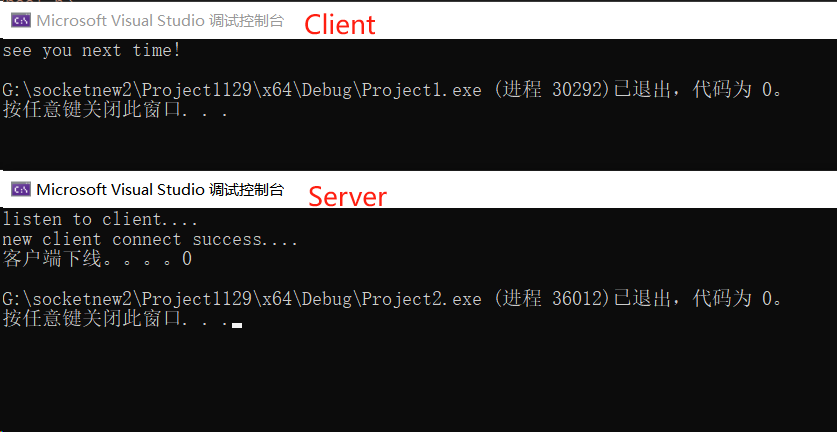 Microsoft Visual Studio 调试控制台 Client
see you next time!
G:\socketnew2\Project1129\x64\Debug\Project1.exe (进程 30292)已退出，代码为 0。
按任意键关闭此窗口. . .
Microsoft Visual Studio 调试控制台 Server
listen to client....
new client connect success....
客户端下线。。。。0
G:\socketnew2\Project1129\x64\Debug\Project2.exe (进程 36012)已退出，代码为 0。
按任意键关闭此窗口. . .